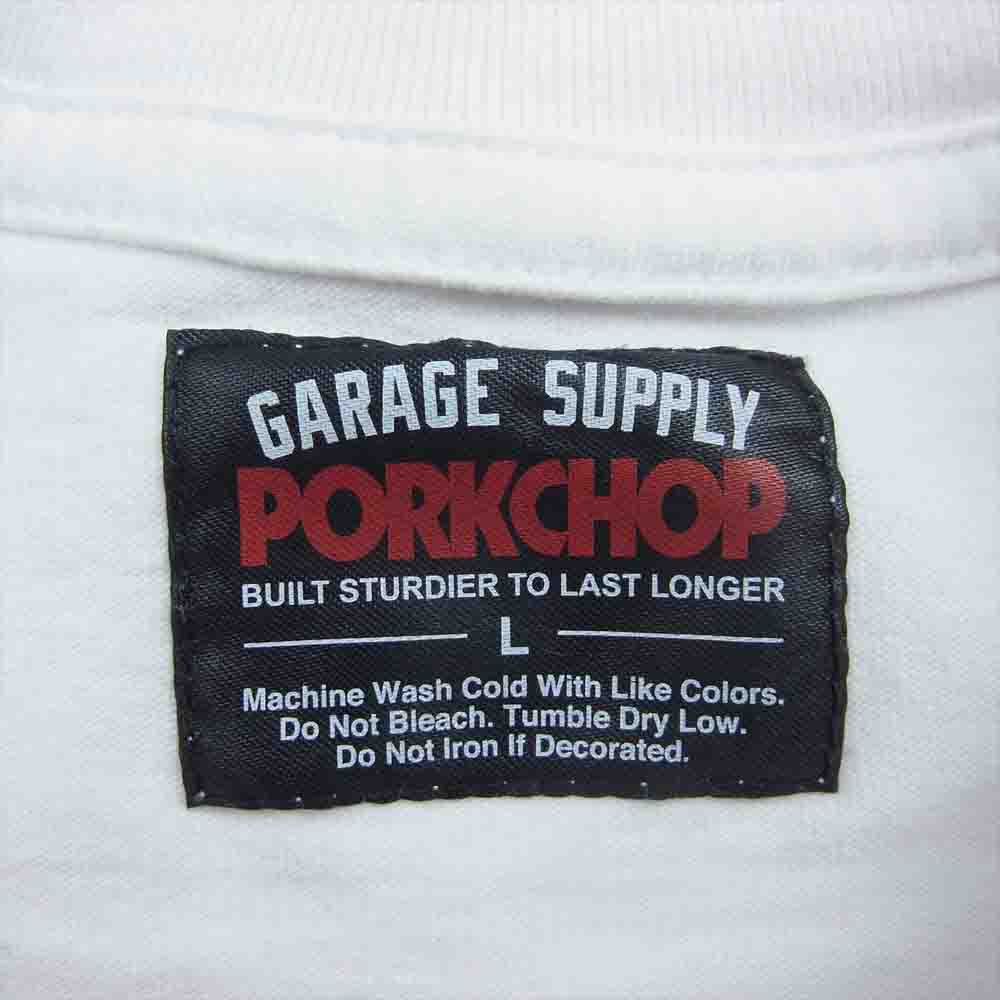 GARAGE SUPPLY
PORKCHOP
BUILT STURDIER TO LAST LONGER
L
Machine Wash Cold With Like Colors.
Do Not Bleach. Tumble Dry Low.
Do Not Iron If Decorated.